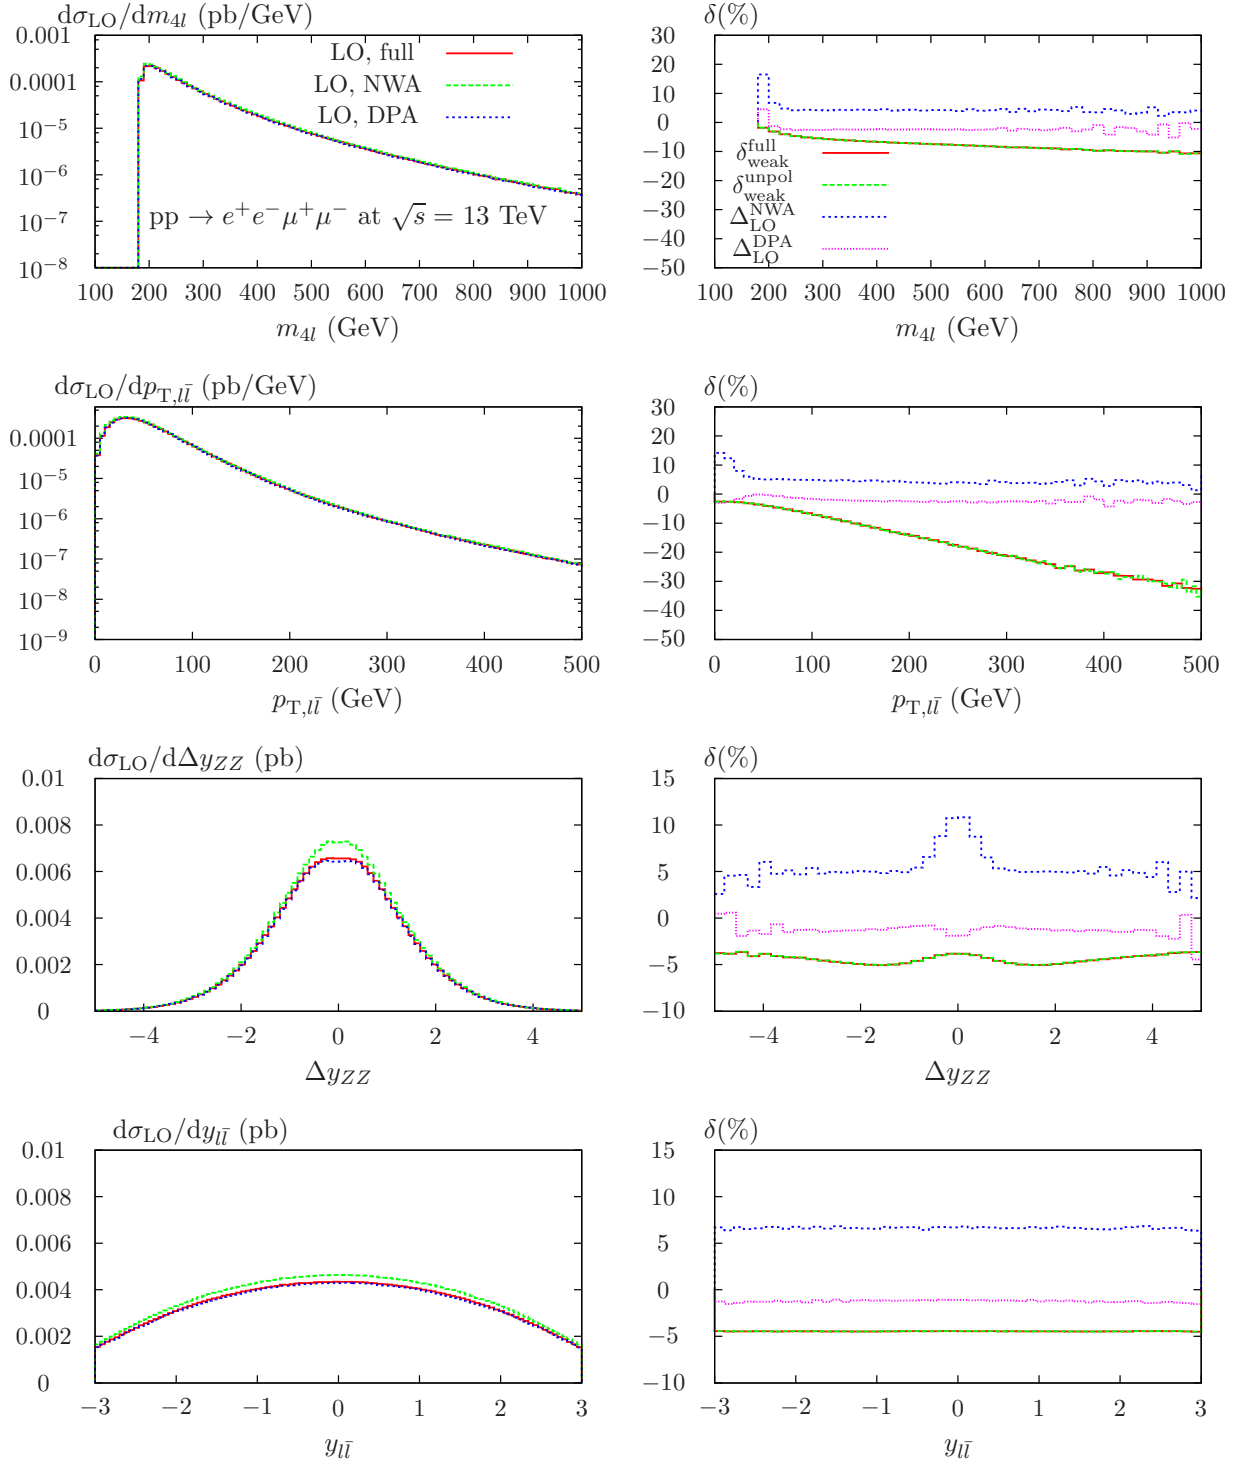 dσLO/dm4l (pb/GeV)
0.001
0.0001
10−5
10−6
10−7
10−8
LO, full
LO, NWA
LO, DPA
pp → e+e−μ+μ− at √s = 13 TeV
100 200 300 400 500 600 700 800 900 1000
m4l (GeV)
δ(%)
30
20
10
0
−10
−20
−30
−40
−50
δfull weak
δunpol weak
ΔNWA LO
ΔDPA LO
100 200 300 400 500 600 700 800 900 1000
m4l (GeV)
dσLO/dpT,ll̄ (pb/GeV)
0.0001
10−5
10−6
10−7
10−8
10−9
0 100 200 300 400 500
pT,ll̄ (GeV)
δ(%)
30
20
10
0
−10
−20
−30
−40
−50
0 100 200 300 400 500
pT,ll̄ (GeV)
dσLO/dΔyZZ (pb)
0.01
0.008
0.006
0.004
0.002
0
−4 −2 0 2 4
ΔyZZ
δ(%)
15
10
5
0
−5
−10
−4 −2 0 2 4
ΔyZZ
dσLO/dyll̄ (pb)
0.01
0.008
0.006
0.004
0.002
0
−3 −2 −1 0 1 2 3
yll̄
δ(%)
15
10
5
0
−5
−10
−3 −2 −1 0 1 2 3
yll̄